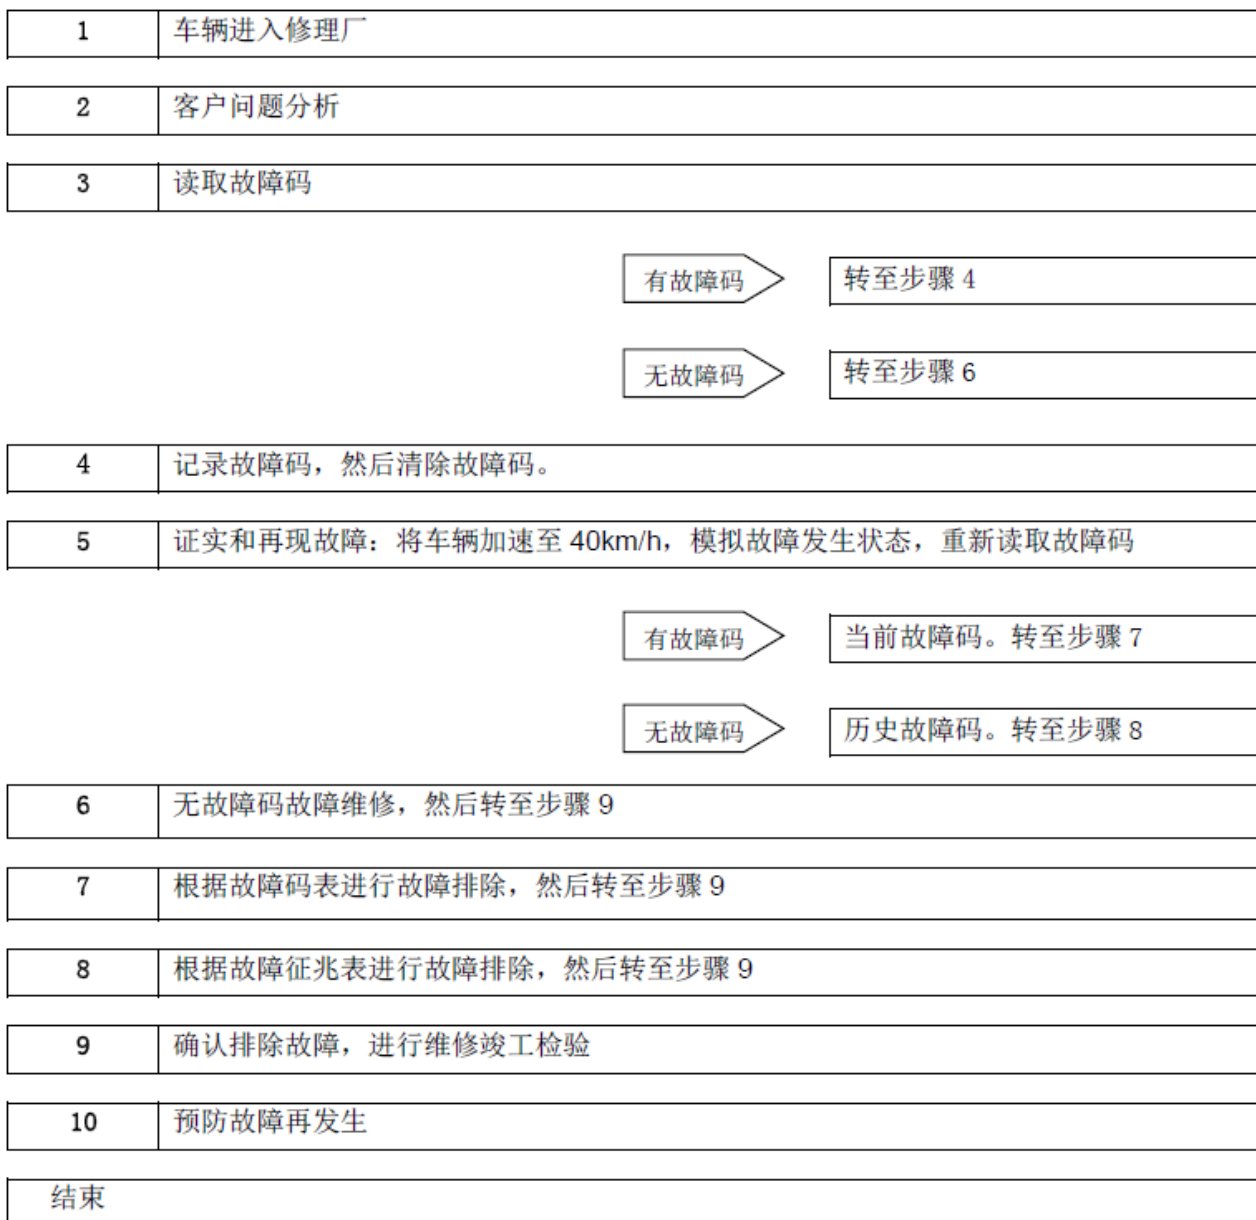 1 车辆进入修理厂
2 客户问题分析
3 读取故障码
有故障码 转至步骤 4
无故障码 转至步骤 6
4 记录故障码，然后清除故障码。
5 证实和再现故障：将车辆加速至 40km/h，模拟故障发生状态，重新读取故障码
有故障码 当前故障码。转至步骤 7
无故障码 历史故障码。转至步骤 8
6 无故障码故障维修，然后转至步骤 9
7 根据故障码表进行故障排除，然后转至步骤 9
8 根据故障征兆表进行故障排除，然后转至步骤 9
9 确认排除故障，进行维修竣工检验
10 预防故障再发生
结束